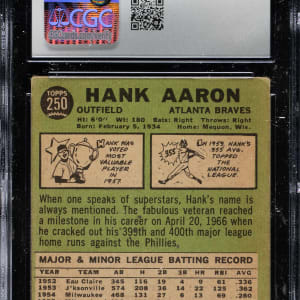 CGC
TOPPS
250
HANK AARON
OUTFIELD ATLANTA BRAVES
Ht: 6'0" Wt: 180 Bats: Right Throws: Right
Born: February 5, 1934 Home: Mequon, Wis.
HANK WAS
VOTED
MOST
VALUABLE
PLAYER
IN
1957.
IN 1959, HANK'S
.355 AVG.
TOPPED
THE
NATIONAL
LEAGUE.
.355
When one speaks of superstars, Hank's name is
always mentioned. The fabulous veteran reached
a milestone in his career on April 20, 1966 when
he cracked out his 399th and 400th major league
home runs against the Phillies.
MAJOR & MINOR LEAGUE BATTING RECORD
YEAR TEAM AB H 2B 3B HR RBI AVG.
1952 Eau Claire 345 116 19 4 9 61 .336
1953 J'ksonville 574 208 36 14 22 125 .362
1954 Milwaukee 468 131 27 6 13 69 .280